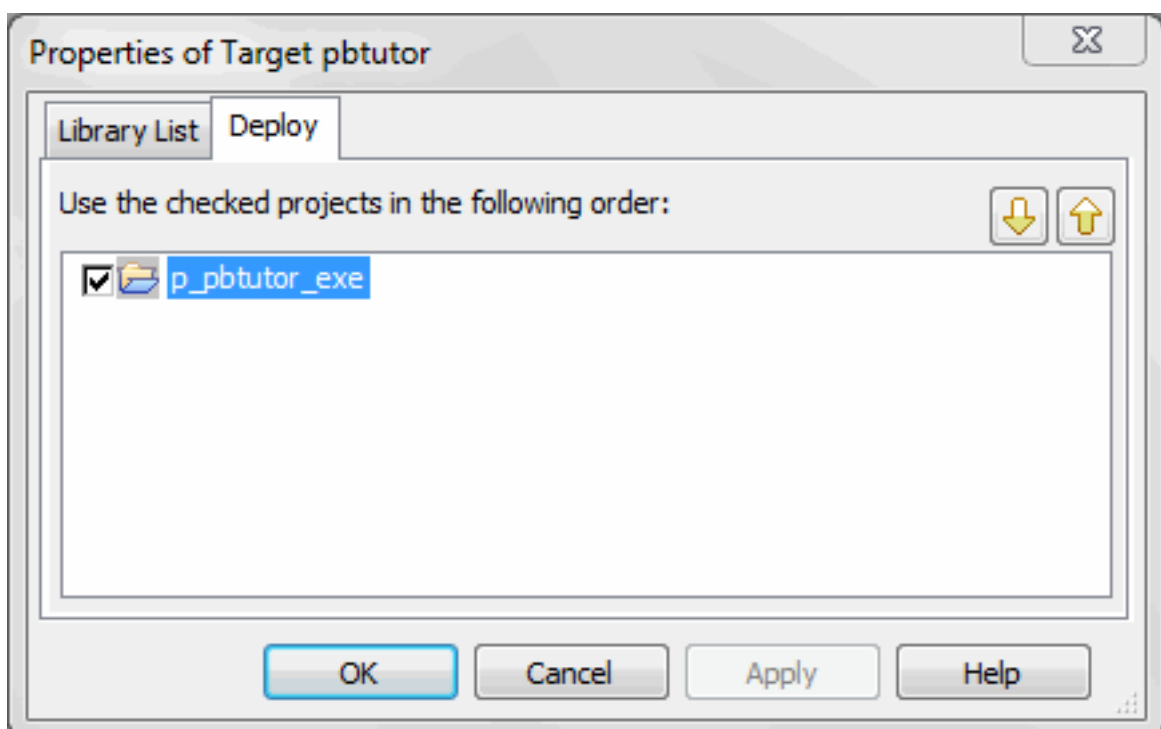 Properties of Target pbtutor
Library List Deploy
Use the checked projects in the following order:
p_pbtutor_exe
OK Cancel Apply Help